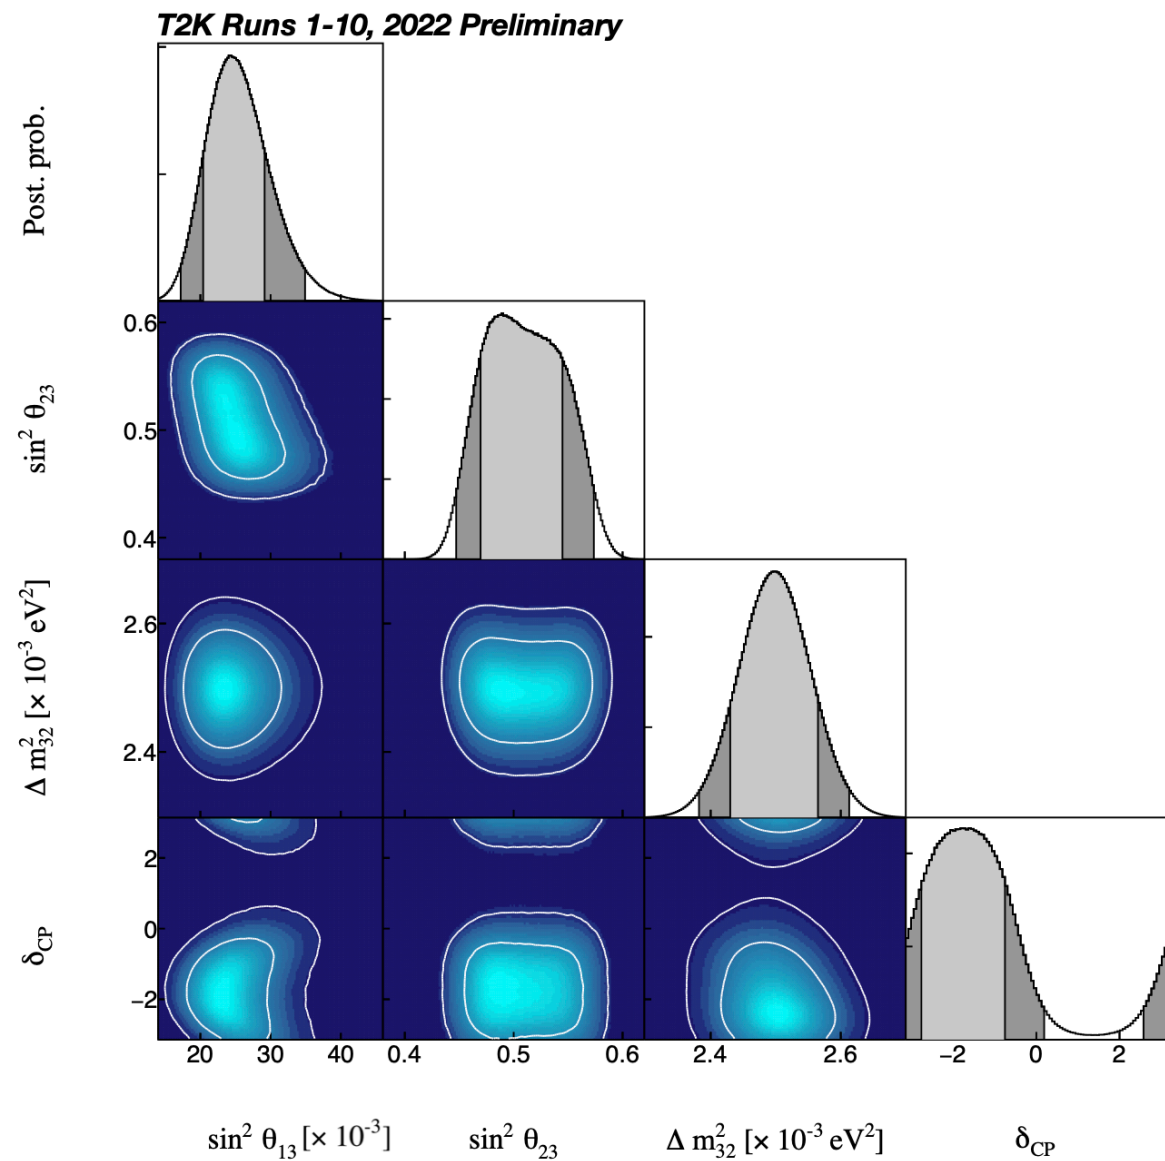 T2K Runs 1-10, 2022 Preliminary
Post. prob.
0.6
0.5
0.4
sin² θ₂₃
2.6
2.4
Δ m²₃₂ [× 10⁻³ eV²]
2
0
−2
δCP
20 30 40 0.4 0.5 0.6 2.4 2.6 −2 0 2
sin² θ₁₃ [× 10⁻³] sin² θ₂₃ Δ m²₃₂ [× 10⁻³ eV²] δCP